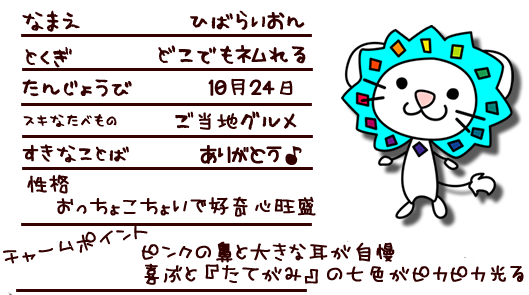 なまえ ひばらいおん
とくぎ どこでもネムれる
たんじょうび 10月24日
スキなたべもの ご当地グルメ
すきなことば ありがとう♪
性格
おっちょこちょいで好奇心旺盛
チャームポイント
ピンクの鼻と大きな耳が自慢
喜ぶと『たてがみ』の七色がピカピカ光る